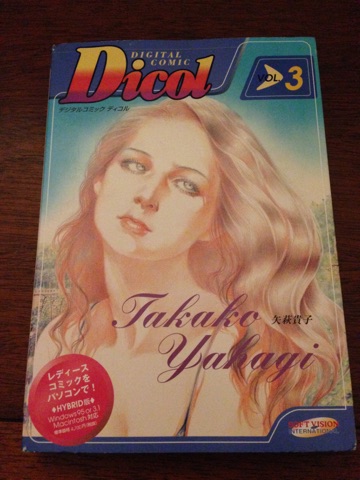 DIGITAL
COMIC
Dicol
デジタルコミック ディコル
VOL. 3
Takako 矢萩貴子
Yahagi
レディース
コミックを
パソコンで!
◆HYBRID版◆
Windows95 or 3.1
Macintosh対応
SOFT VISION
INTERNATIONAL